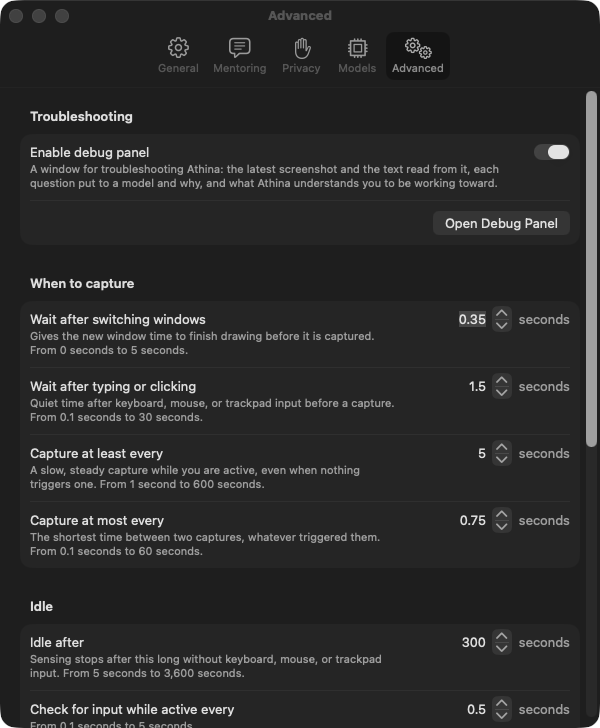 Advanced
General
Mentoring
Privacy
Models
Advanced
Troubleshooting
Enable debug panel
A window for troubleshooting Athina: the latest screenshot and the text read from it, each
question put to a model and why, and what Athina understands you to be working toward.
Open Debug Panel
When to capture
Wait after switching windows
0.35 seconds
Gives the new window time to finish drawing before it is captured.
From 0 seconds to 5 seconds.
Wait after typing or clicking
1.5 seconds
Quiet time after keyboard, mouse, or trackpad input before a capture.
From 0.1 seconds to 30 seconds.
Capture at least every
5 seconds
A slow, steady capture while you are active, even when nothing
triggers one. From 1 second to 600 seconds.
Capture at most every
0.75 seconds
The shortest time between two captures, whatever triggered them.
From 0.1 seconds to 60 seconds.
Idle
Idle after
300 seconds
Sensing stops after this long without keyboard, mouse, or trackpad
input. From 5 seconds to 3,600 seconds.
Check for input while active every
0.5 seconds
From 0.1 seconds to 5 seconds.